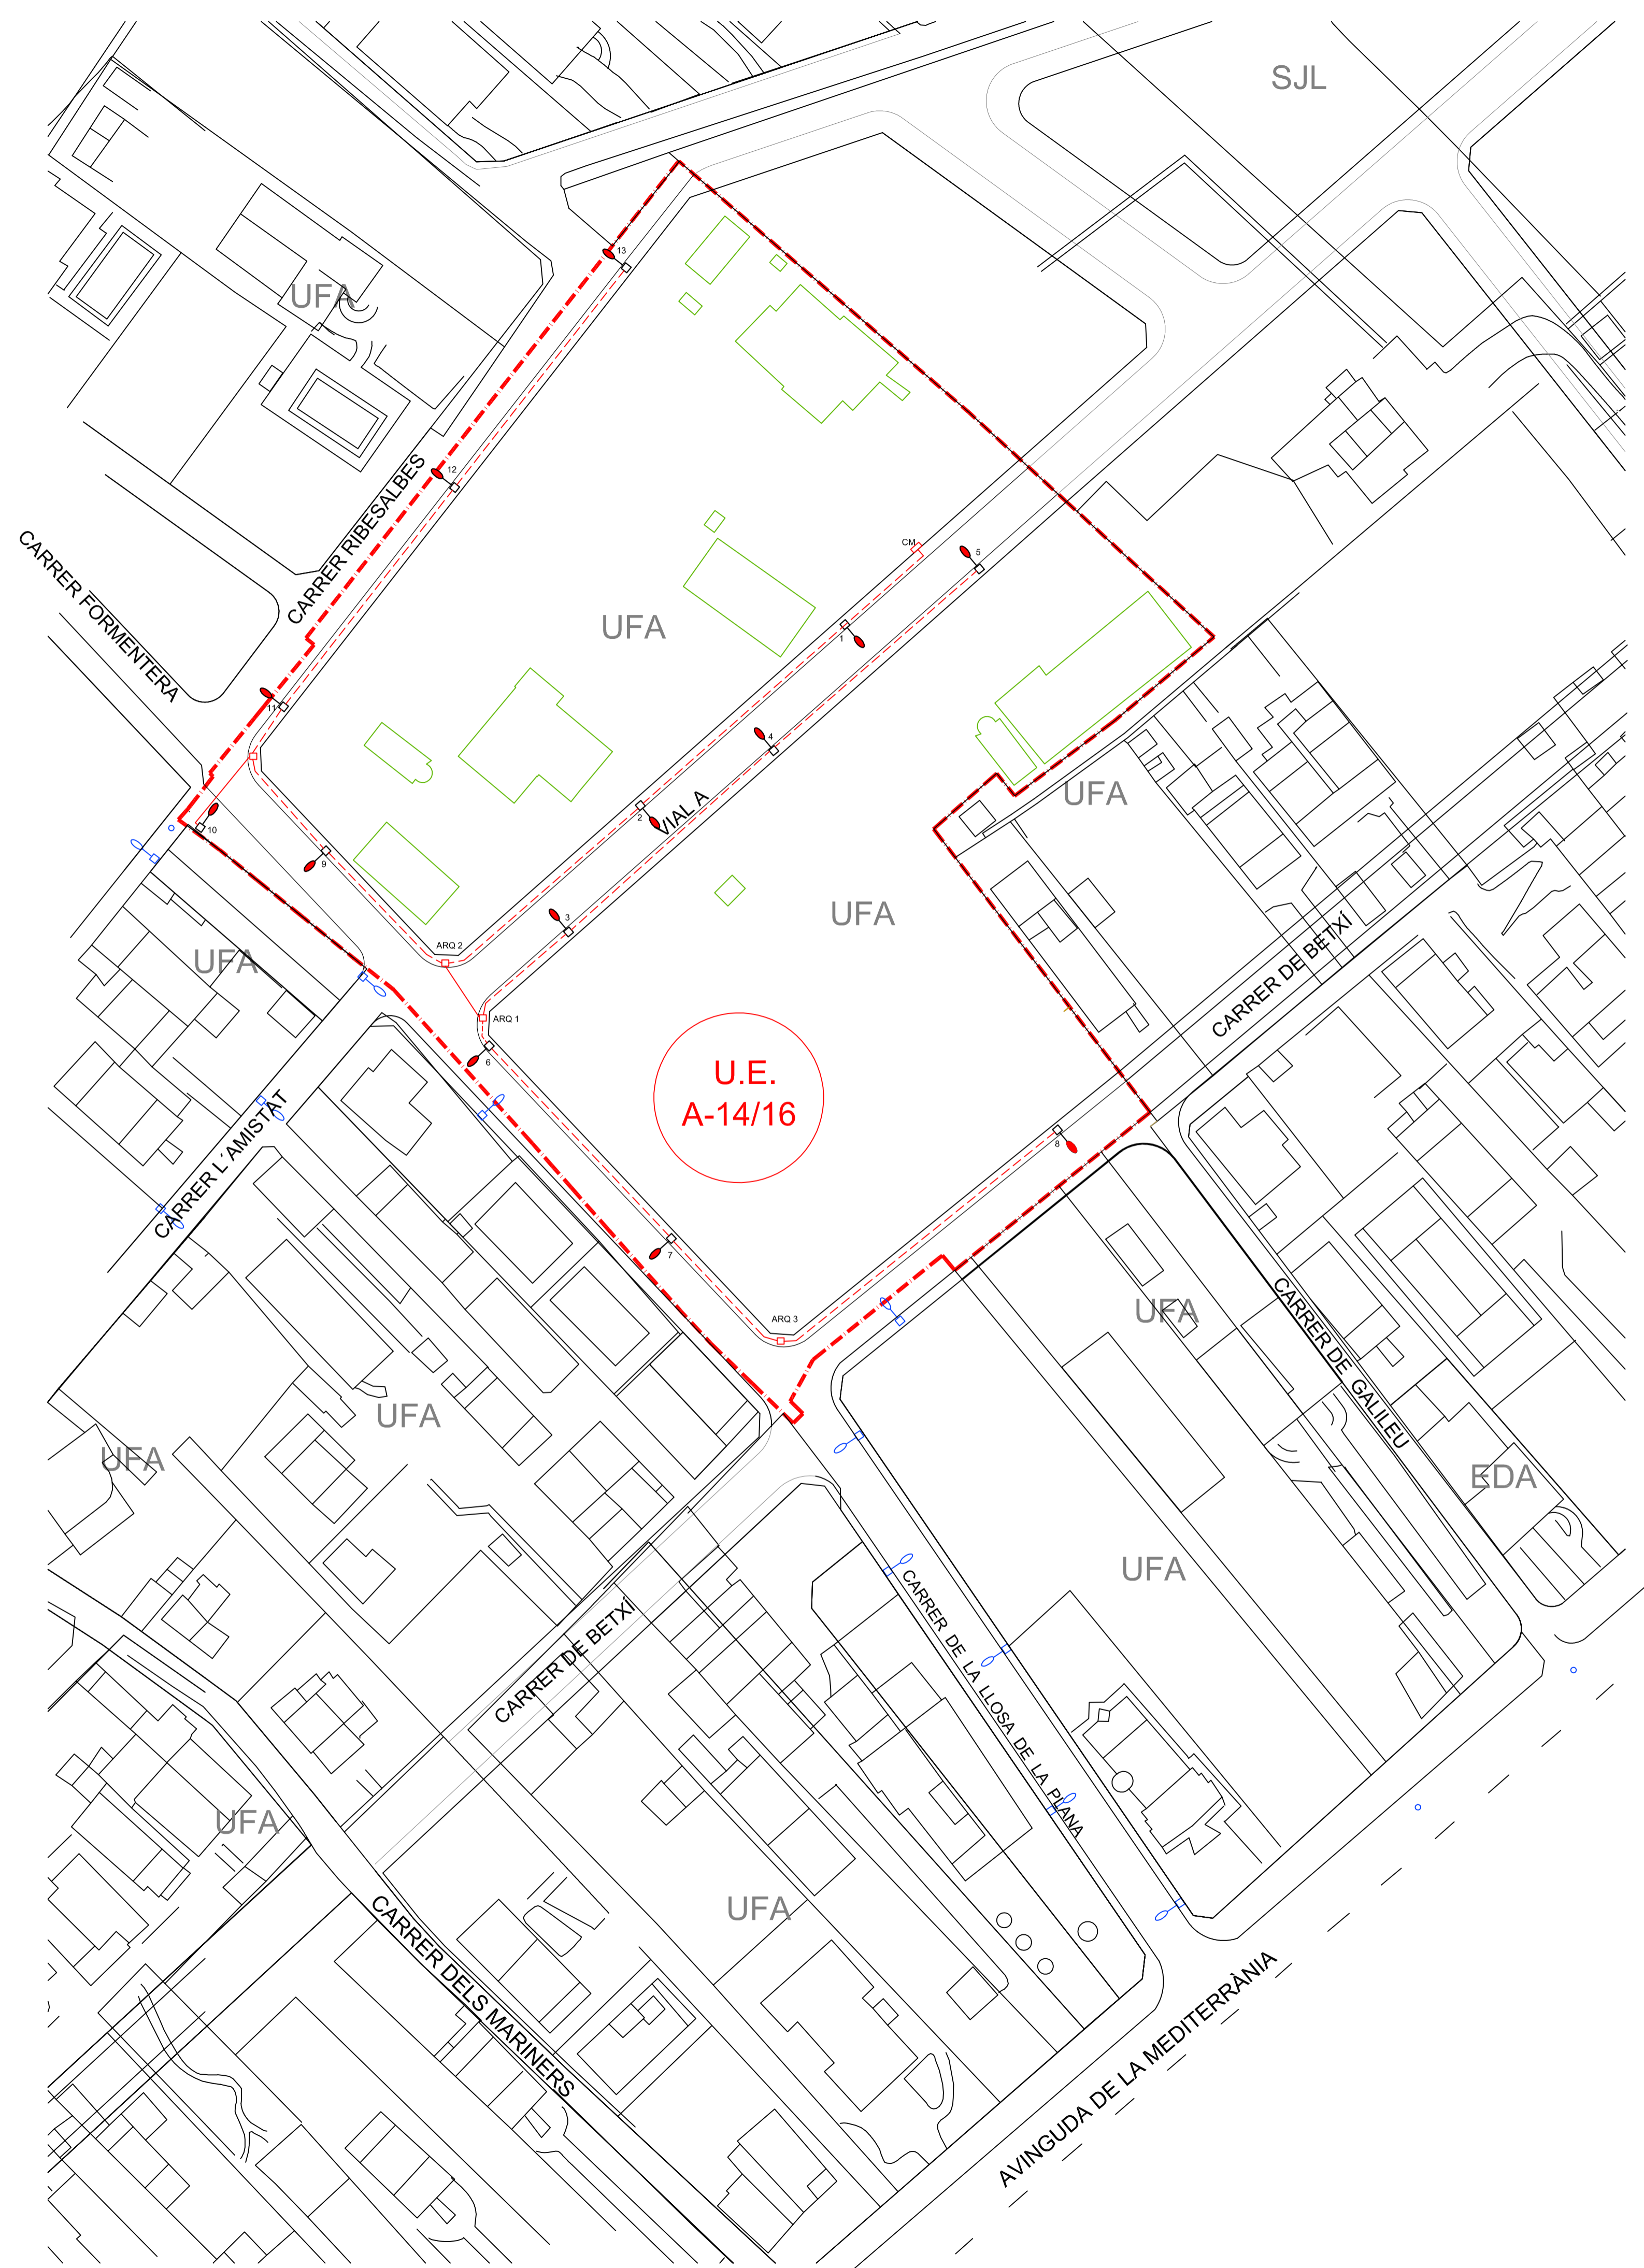 SJL
13
UFA
12
CARRER RIBESALBES
CARRER FORMENTERA
CM
5
UFA
1
11
4
UFA
2
VIAL A
10
9
3
UFA
ARQ 2
UFA
CARRER DE BETXÍ
ARQ 1
6
U.E.
A-14/16
CARRER L´AMISTAT
8
7
UFA
ARQ 3
CARRER DE GALILEU
UFA
UFA
EDA
UFA
CARRER DE BETXÍ
CARRER DE LA LLOSA DE LA PLANA
UFA
UFA
CARRER DELS MARINERS
AVINGUDA DE LA MEDITERRÀNIA